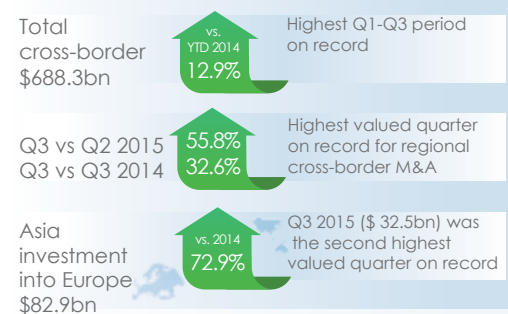 Total
cross-border
$688.3bn
vs.
YTD 2014
12.9%
Highest Q1-Q3 period
on record
Q3 vs Q2 2015
Q3 vs Q3 2014
55.8%
32.6%
Highest valued quarter
on record for regional
cross-border M&A
Asia
investment
into Europe
$82.9bn
vs. 2014
72.9%
Q3 2015 ($ 32.5bn) was
the second highest
valued quarter on record